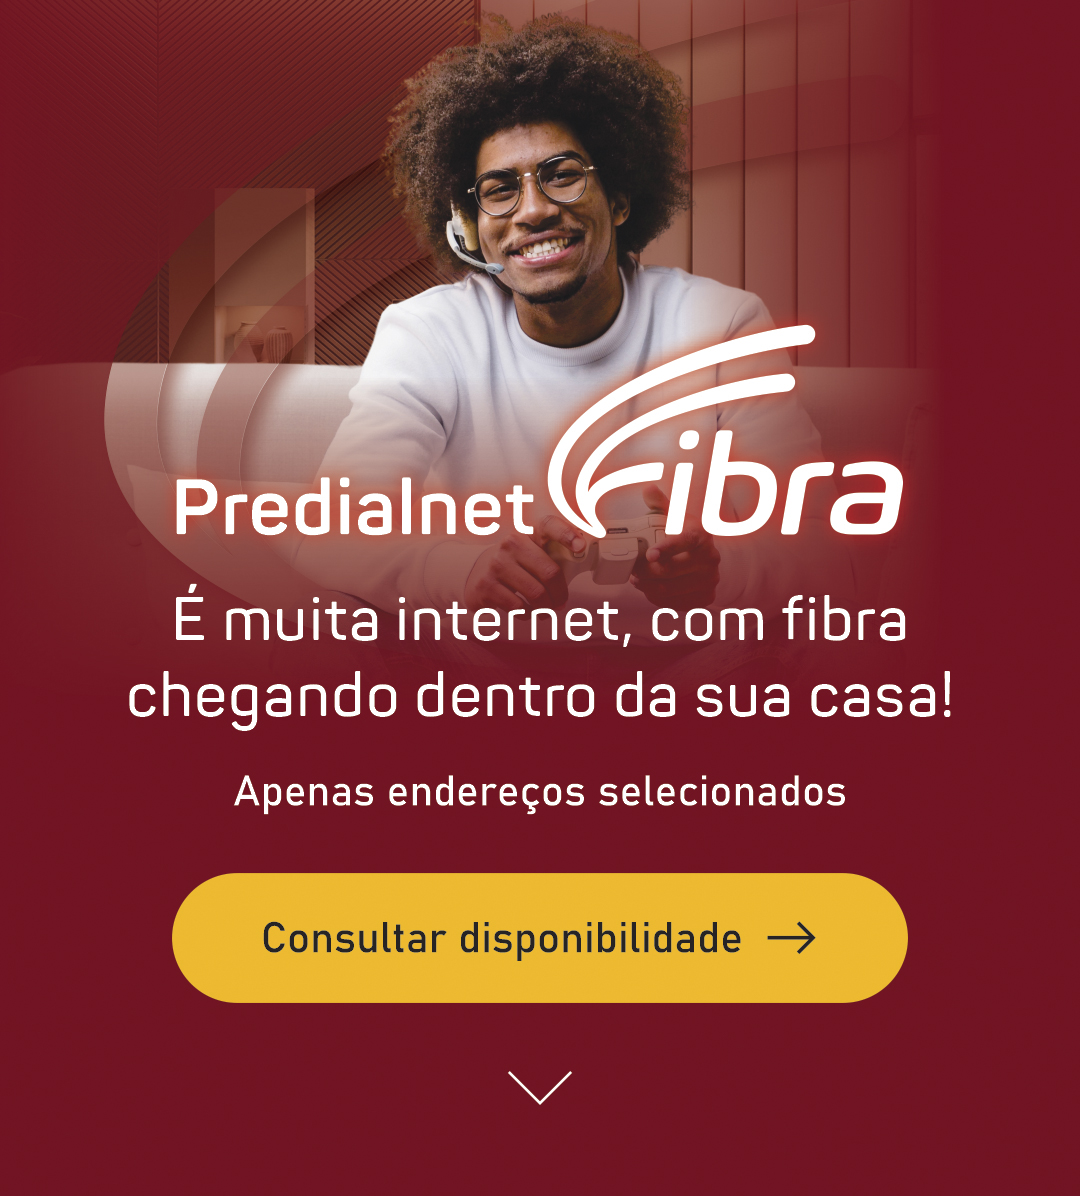 Predialnet Fibra
É muita internet, com fibra
chegando dentro da sua casa!
Apenas endereços selecionados
Consultar disponibilidade →